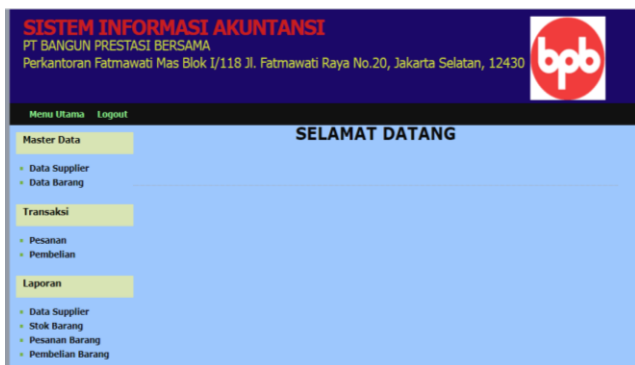 SISTEM INFORMASI AKUNTANSI
PT BANGUN PRESTASI BERSAMA
Perkantoran Fatmawati Mas Blok I/118 Jl. Fatmawati Raya No.20, Jakarta Selatan, 12430
bpb
Menu Utama Logout
SELAMAT DATANG
Master Data
Data Supplier
Data Barang
Transaksi
Pesanan
Pembelian
Laporan
Data Supplier
Stok Barang
Pesanan Barang
Pembelian Barang